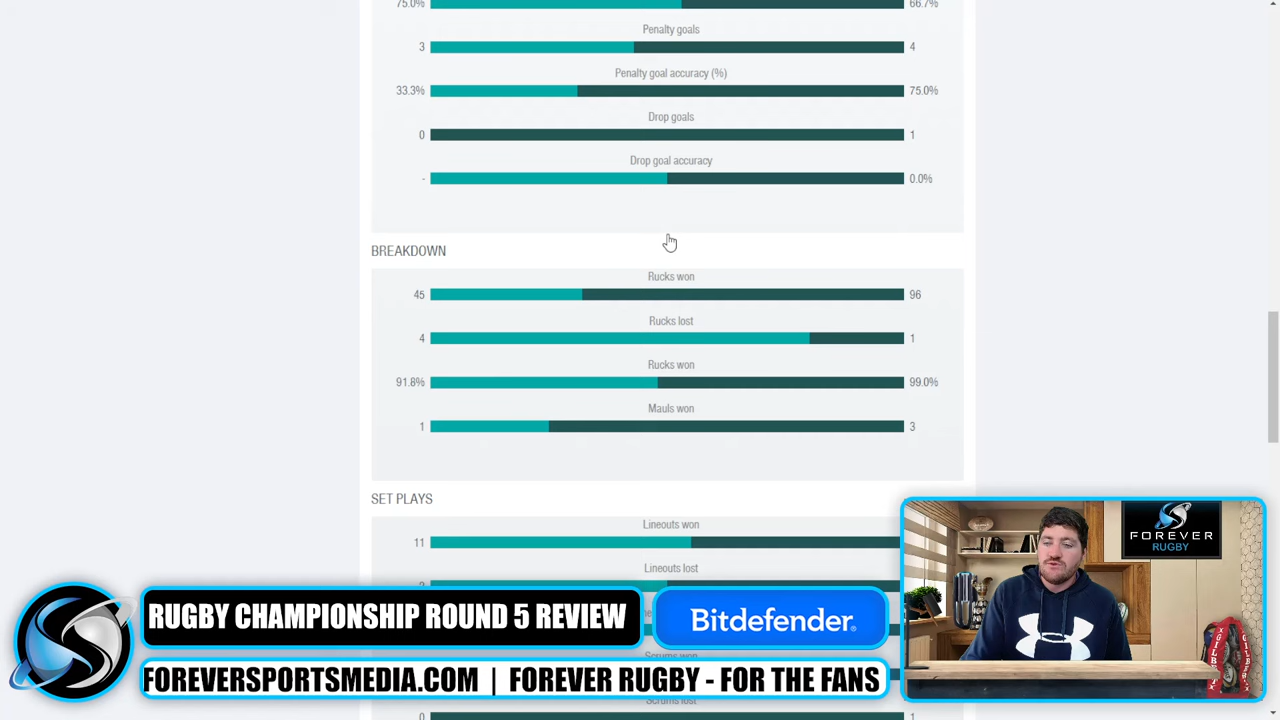 75.0% 66.7%
Penalty goals
3 4
Penalty goal accuracy (%)
33.3% 75.0%
Drop goals
0 1
Drop goal accuracy
- 0.0%
BREAKDOWN
Rucks won
45 96
Rucks lost
4 1
Rucks won
91.8% 99.0%
Mauls won
1 3
SET PLAYS
Lineouts won
11
Lineouts lost
Scrums won
Scrums lost
0 1
FOREVER
RUGBY
RUGBY CHAMPIONSHIP ROUND 5 REVIEW
Bitdefender.
FOREVERSPORTSMEDIA.COM | FOREVER RUGBY - FOR THE FANS